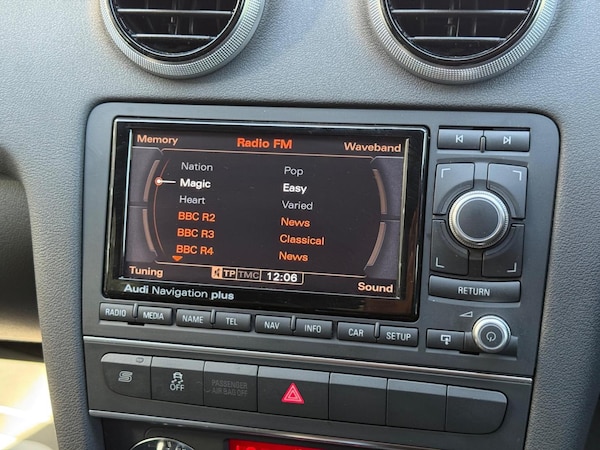 Memory Radio FM Waveband
Nation Pop
Magic Easy
Heart Varied
BBC R2 News
BBC R3 Classical
BBC R4 News
Tuning TP TMC 12:06 Sound
Audi Navigation plus
RETURN
RADIO MEDIA NAME TEL NAV INFO CAR SETUP
OFF PASSENGER
AIR BAG OFF